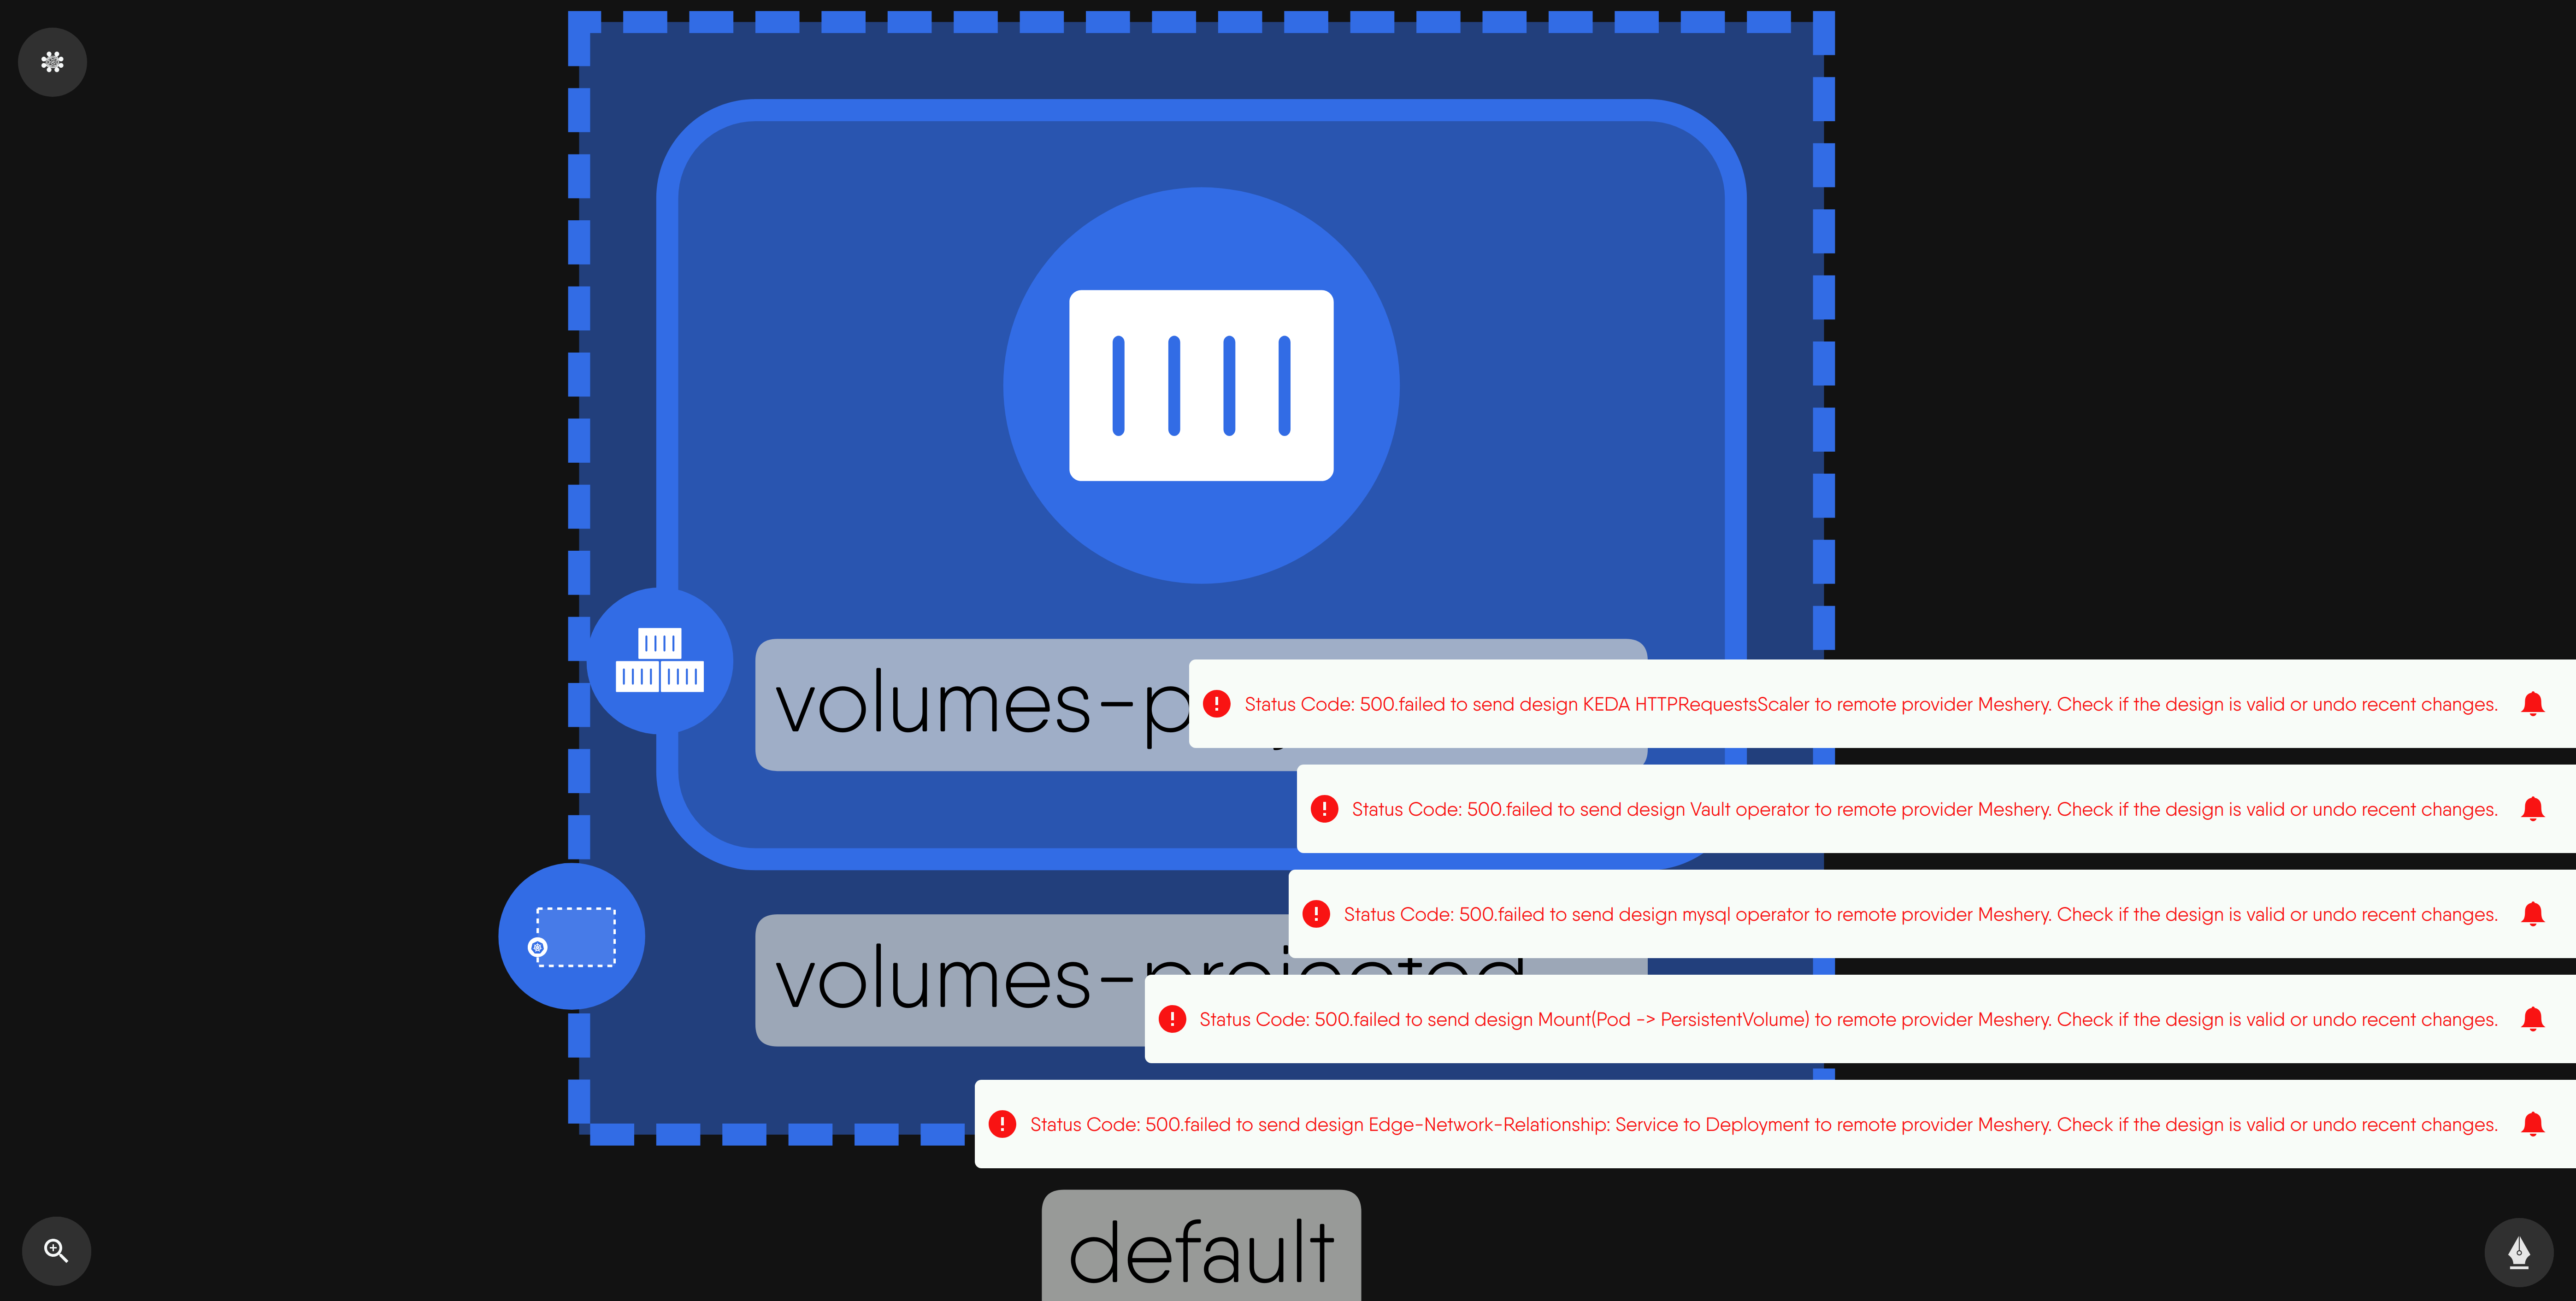 volumes-p
Status Code: 500.failed to send design KEDA HTTPRequestsScaler to remote provider Meshery. Check if the design is valid or undo recent changes.
Status Code: 500.failed to send design Vault operator to remote provider Meshery. Check if the design is valid or undo recent changes.
Status Code: 500.failed to send design mysql operator to remote provider Meshery. Check if the design is valid or undo recent changes.
volumes-projected
Status Code: 500.failed to send design Mount(Pod -> PersistentVolume) to remote provider Meshery. Check if the design is valid or undo recent changes.
Status Code: 500.failed to send design Edge-Network-Relationship: Service to Deployment to remote provider Meshery. Check if the design is valid or undo recent changes.
default